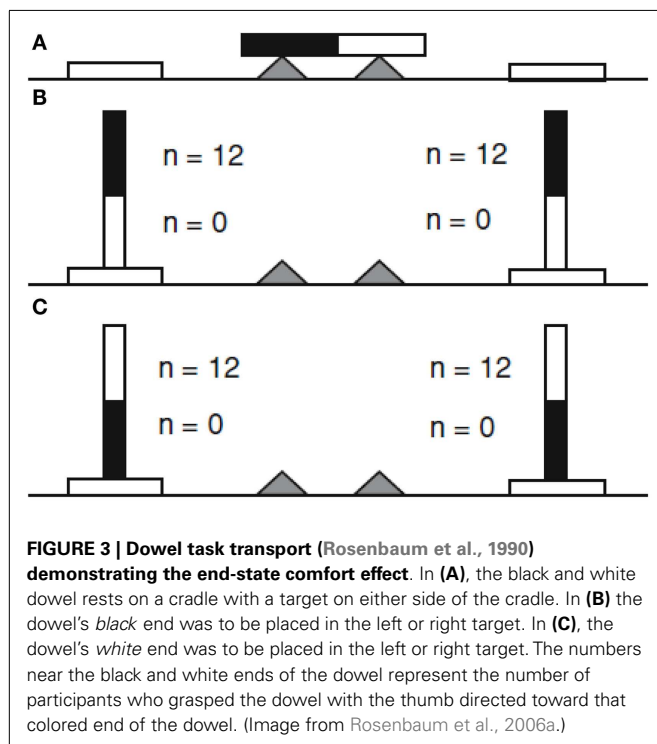 A
B
n = 12
n = 12
n = 0
n = 0
C
n = 12
n = 12
n = 0
n = 0
FIGURE 3 | Dowel task transport (Rosenbaum et al., 1990)
demonstrating the end-state comfort effect. In (A), the black and white
dowel rests on a cradle with a target on either side of the cradle. In (B) the
dowel's black end was to be placed in the left or right target. In (C), the
dowel's white end was to be placed in the left or right target. The numbers
near the black and white ends of the dowel represent the number of
participants who grasped the dowel with the thumb directed toward that
colored end of the dowel. (Image from Rosenbaum et al., 2006a.)